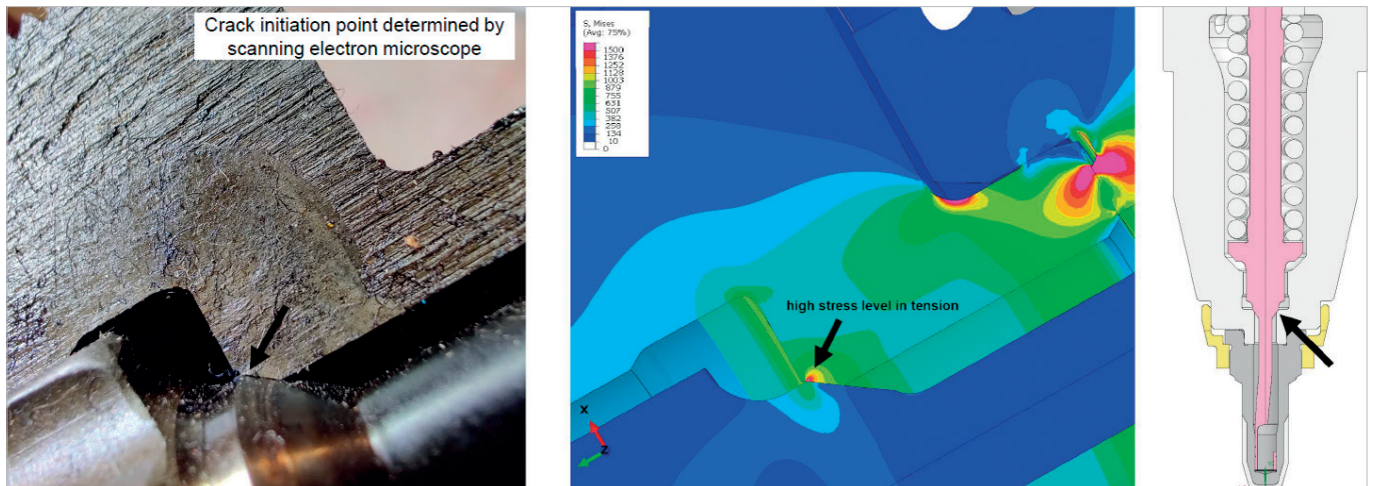 Crack initiation point determined by
scanning electron microscope
S, Mises
(Avg: 75%)
1500
1376
1252
1128
1003
879
755
631
507
382
258
134
10
0
high stress level in tension
X
Z